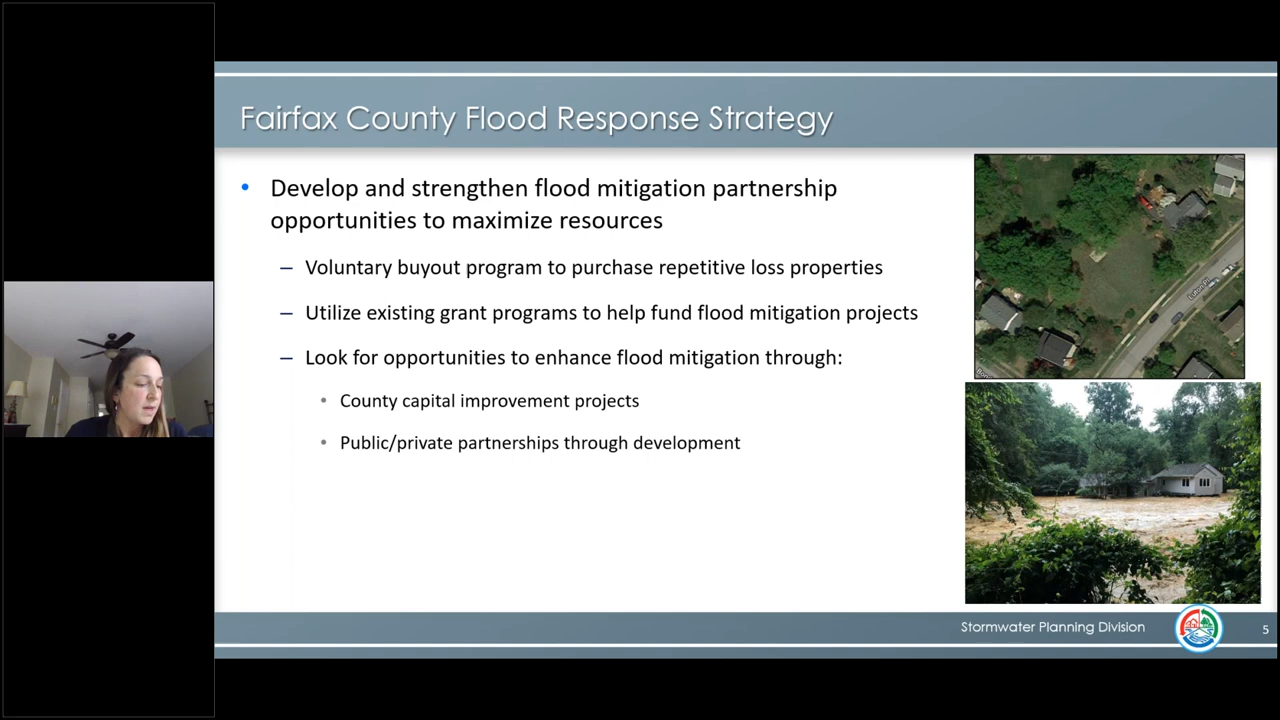 Fairfax County Flood Response Strategy
• Develop and strengthen flood mitigation partnership
opportunities to maximize resources
– Voluntary buyout program to purchase repetitive loss properties
– Utilize existing grant programs to help fund flood mitigation projects
– Look for opportunities to enhance flood mitigation through:
• County capital improvement projects
• Public/private partnerships through development
Stormwater Planning Division
5